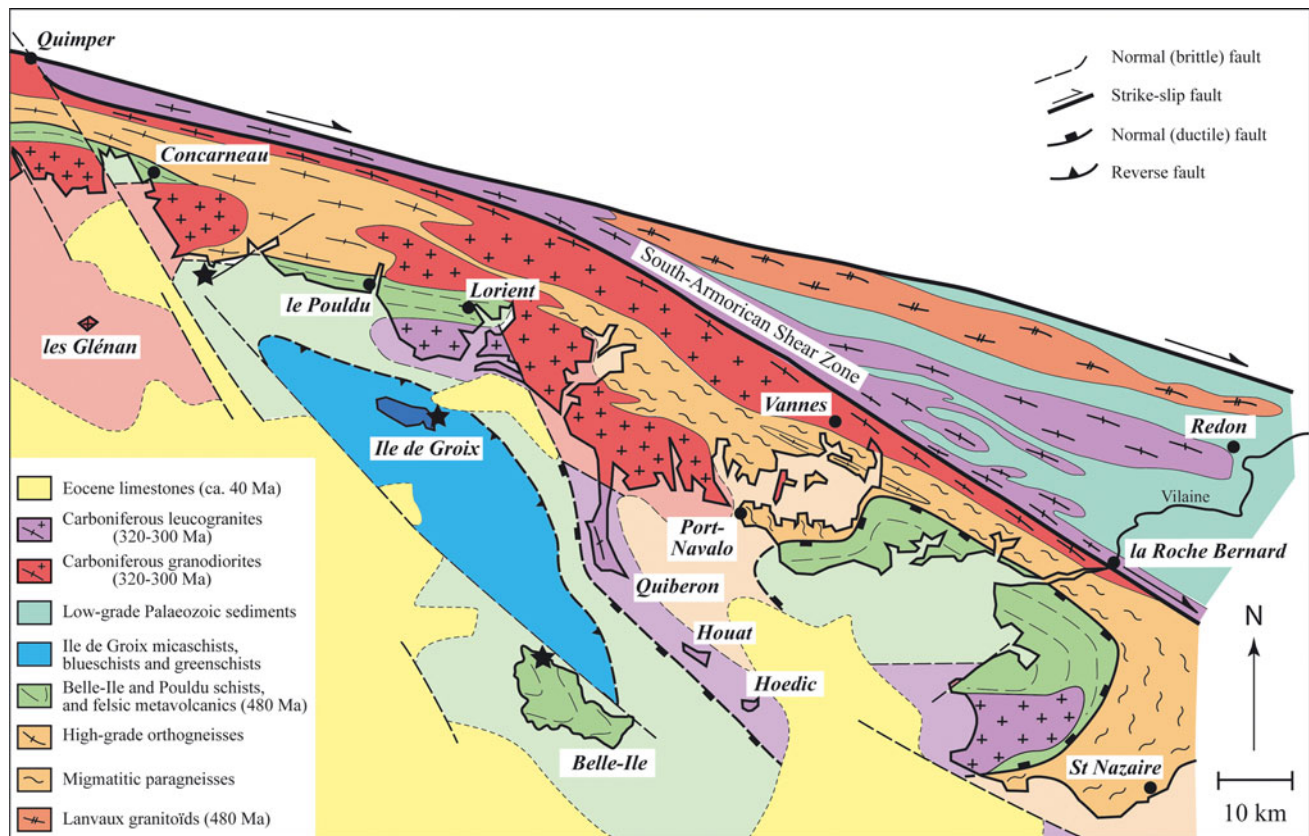 Quimper
Normal (brittle) fault
Strike-slip fault
Normal (ductile) fault
Reverse fault
Concarneau
le Pouldu
Lorient
South-Armorican Shear Zone
les Glénan
Vannes
Redon
Ile de Groix
Vilaine
Port-
Navalo
la Roche Bernard
Quiberon
Houat
Hoedic
N
Belle-Ile
St Nazaire
10 km
Eocene limestones (ca. 40 Ma)
Carboniferous leucogranites
(320-300 Ma)
Carboniferous granodiorites
(320-300 Ma)
Low-grade Palaeozoic sediments
Ile de Groix micaschists,
blueschists and greenschists
Belle-Ile and Pouldu schists,
and felsic metavolcanics (480 Ma)
High-grade orthogneisses
Migmatitic paragneisses
Lanvaux granitoïds (480 Ma)